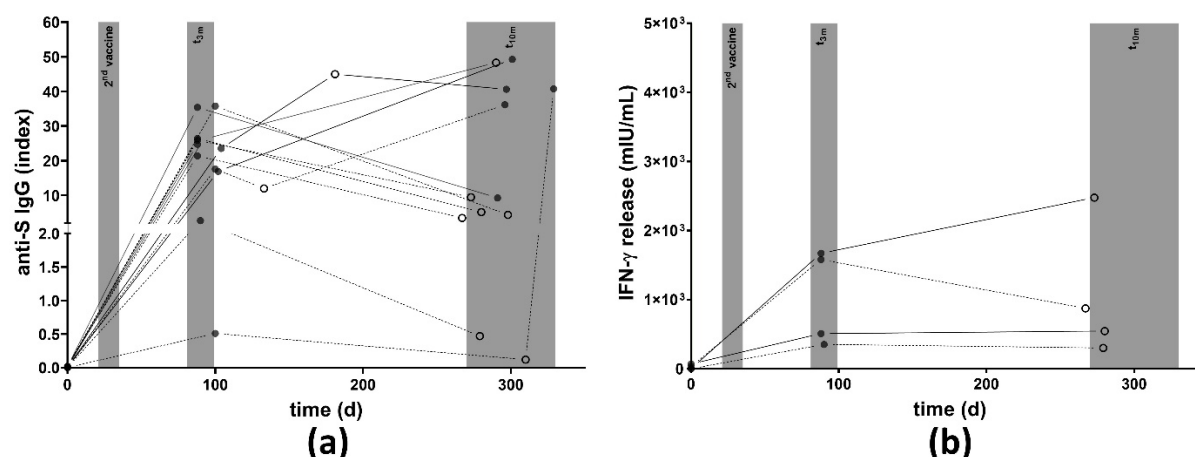 anti-S IgG (index)
60
50
40
30
20
10
2.0
1.5
1.0
0.5
0.0
2nd vaccine
t3m
t10m
0
100
200
300
time (d)
(a)
IFN-γ release (mIU/mL)
5×10³
4×10³
3×10³
2×10³
1×10³
0
2nd vaccine
t3m
t10m
0
100
200
300
time (d)
(b)